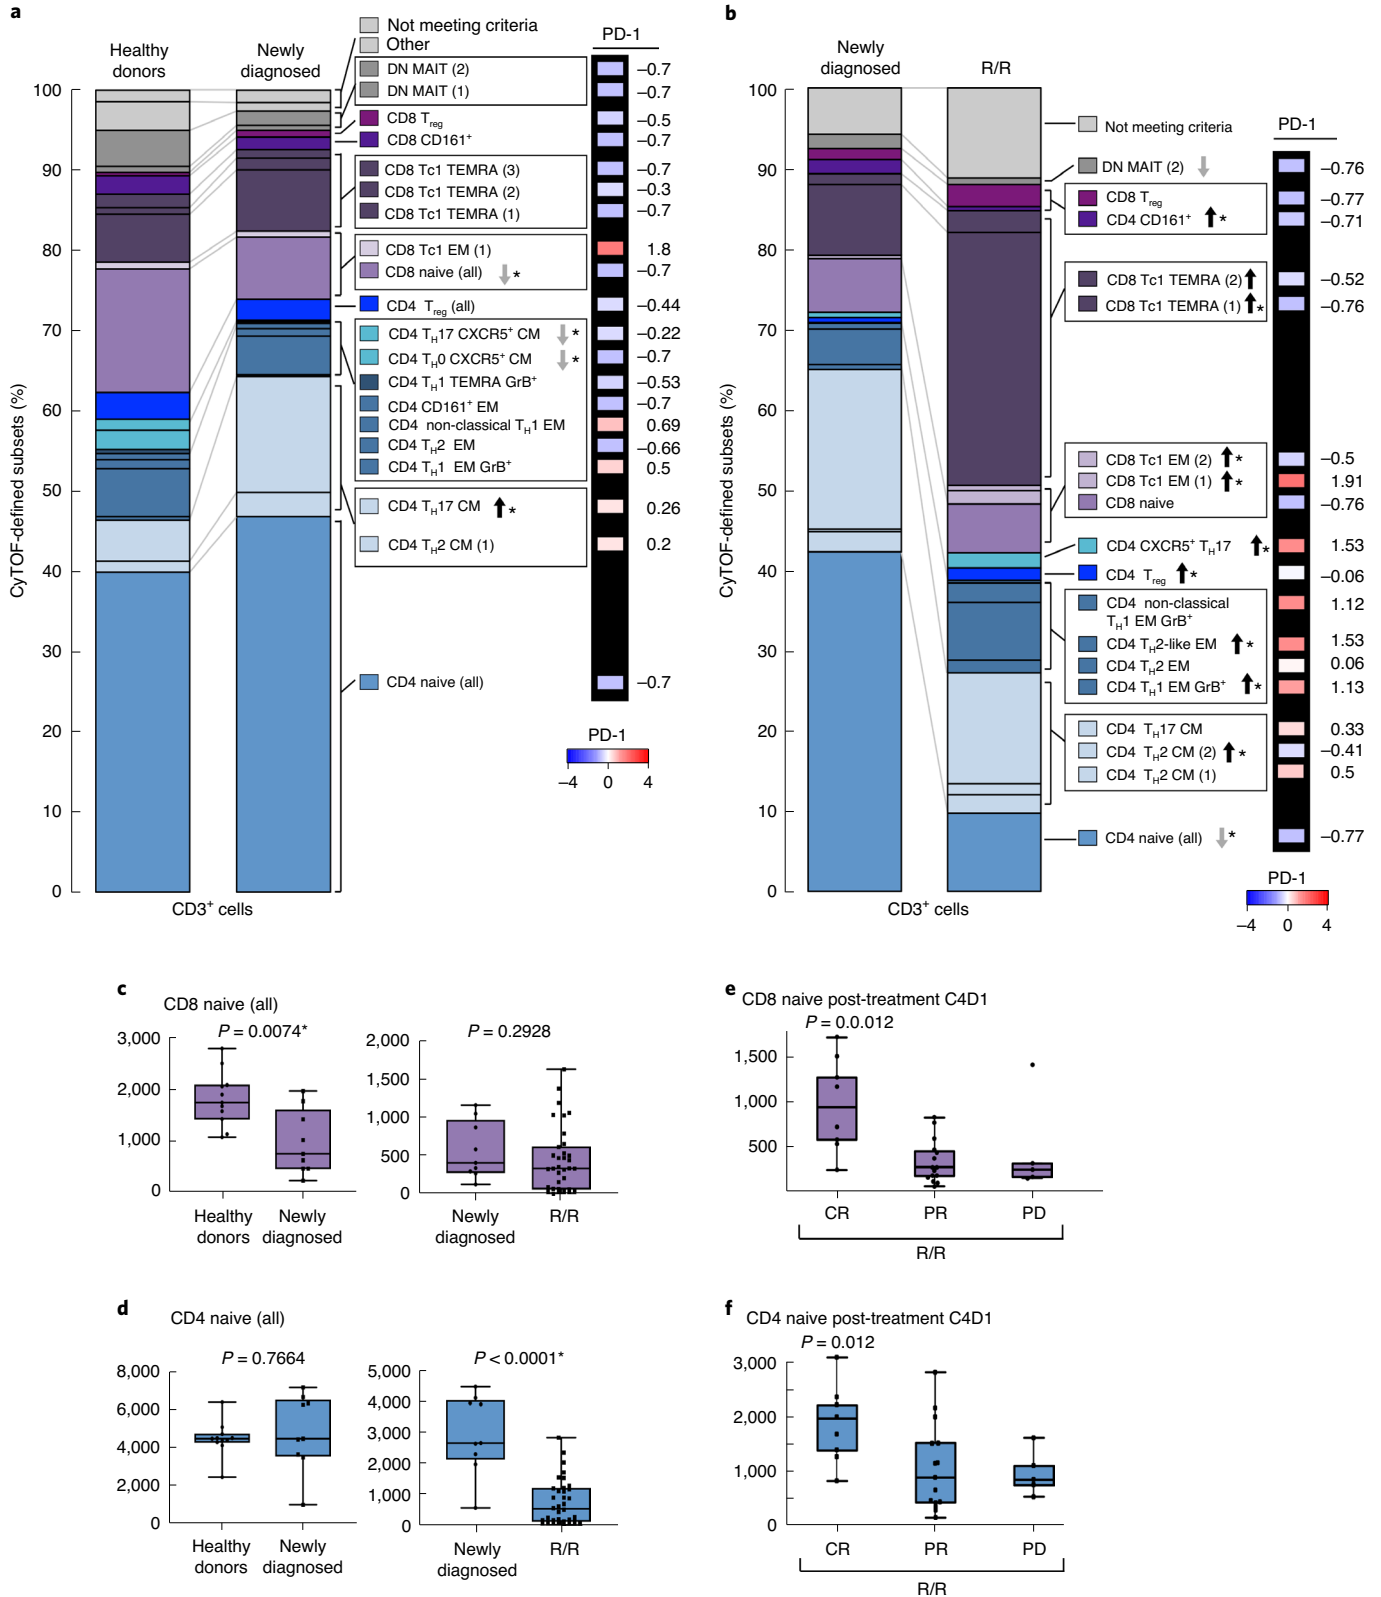 a
Healthy donors
Newly diagnosed
Not meeting criteria
Other
PD-1
DN MAIT (2) –0.7
DN MAIT (1) –0.7
CD8 Treg –0.5
CD8 CD161+ –0.7
CD8 Tc1 TEMRA (3) –0.7
CD8 Tc1 TEMRA (2) –0.3
CD8 Tc1 TEMRA (1) –0.7
CD8 Tc1 EM (1) 1.8
CD8 naive (all) * –0.7
CD4 Treg (all) –0.44
CD4 TH17 CXCR5+ CM * –0.22
CD4 TH0 CXCR5+ CM * –0.7
CD4 TH1 TEMRA GrB+ –0.53
CD4 CD161+ EM –0.7
CD4 non-classical TH1 EM 0.69
CD4 TH2 EM –0.66
CD4 TH1 EM GrB+ 0.5
CD4 TH17 CM * 0.26
CD4 TH2 CM (1) 0.2
CD4 naive (all) –0.7
PD-1
–4 0 4
CyTOF-defined subsets (%)
100
90
80
70
60
50
40
30
20
10
0
CD3+ cells
b
Newly diagnosed
R/R
PD-1
Not meeting criteria
DN MAIT (2) –0.76
CD8 Treg –0.77
CD4 CD161+ * –0.71
CD8 Tc1 TEMRA (2) –0.52
CD8 Tc1 TEMRA (1) * –0.76
CD8 Tc1 EM (2) * –0.5
CD8 Tc1 EM (1) * 1.91
CD8 naive –0.76
CD4 CXCR5+ TH17 * 1.53
CD4 Treg * –0.06
CD4 non-classical 1.12
TH1 EM GrB+
CD4 TH2-like EM * 1.53
CD4 TH2 EM 0.06
CD4 TH1 EM GrB+ * 1.13
CD4 TH17 CM 0.33
CD4 TH2 CM (2) * –0.41
CD4 TH2 CM (1) 0.5
CD4 naive (all) * –0.77
PD-1
–4 0 4
CyTOF-defined subsets (%)
100
90
80
70
60
50
40
30
20
10
0
CD3+ cells
c
CD8 naive (all)
P = 0.0074*
3,000
2,000
1,000
0
Healthy donors
Newly diagnosed
P = 0.2928
2,000
1,500
1,000
500
0
Newly diagnosed
R/R
e
CD8 naive post-treatment C4D1
P = 0.0.012
1,500
1,000
500
CR PR PD
R/R
d
CD4 naive (all)
P = 0.7664
8,000
6,000
4,000
2,000
0
Healthy donors
Newly diagnosed
P < 0.0001*
5,000
4,000
3,000
2,000
1,000
0
Newly diagnosed
R/R
f
CD4 naive post-treatment C4D1
P = 0.012
3,000
2,000
1,000
0
CR PR PD
R/R